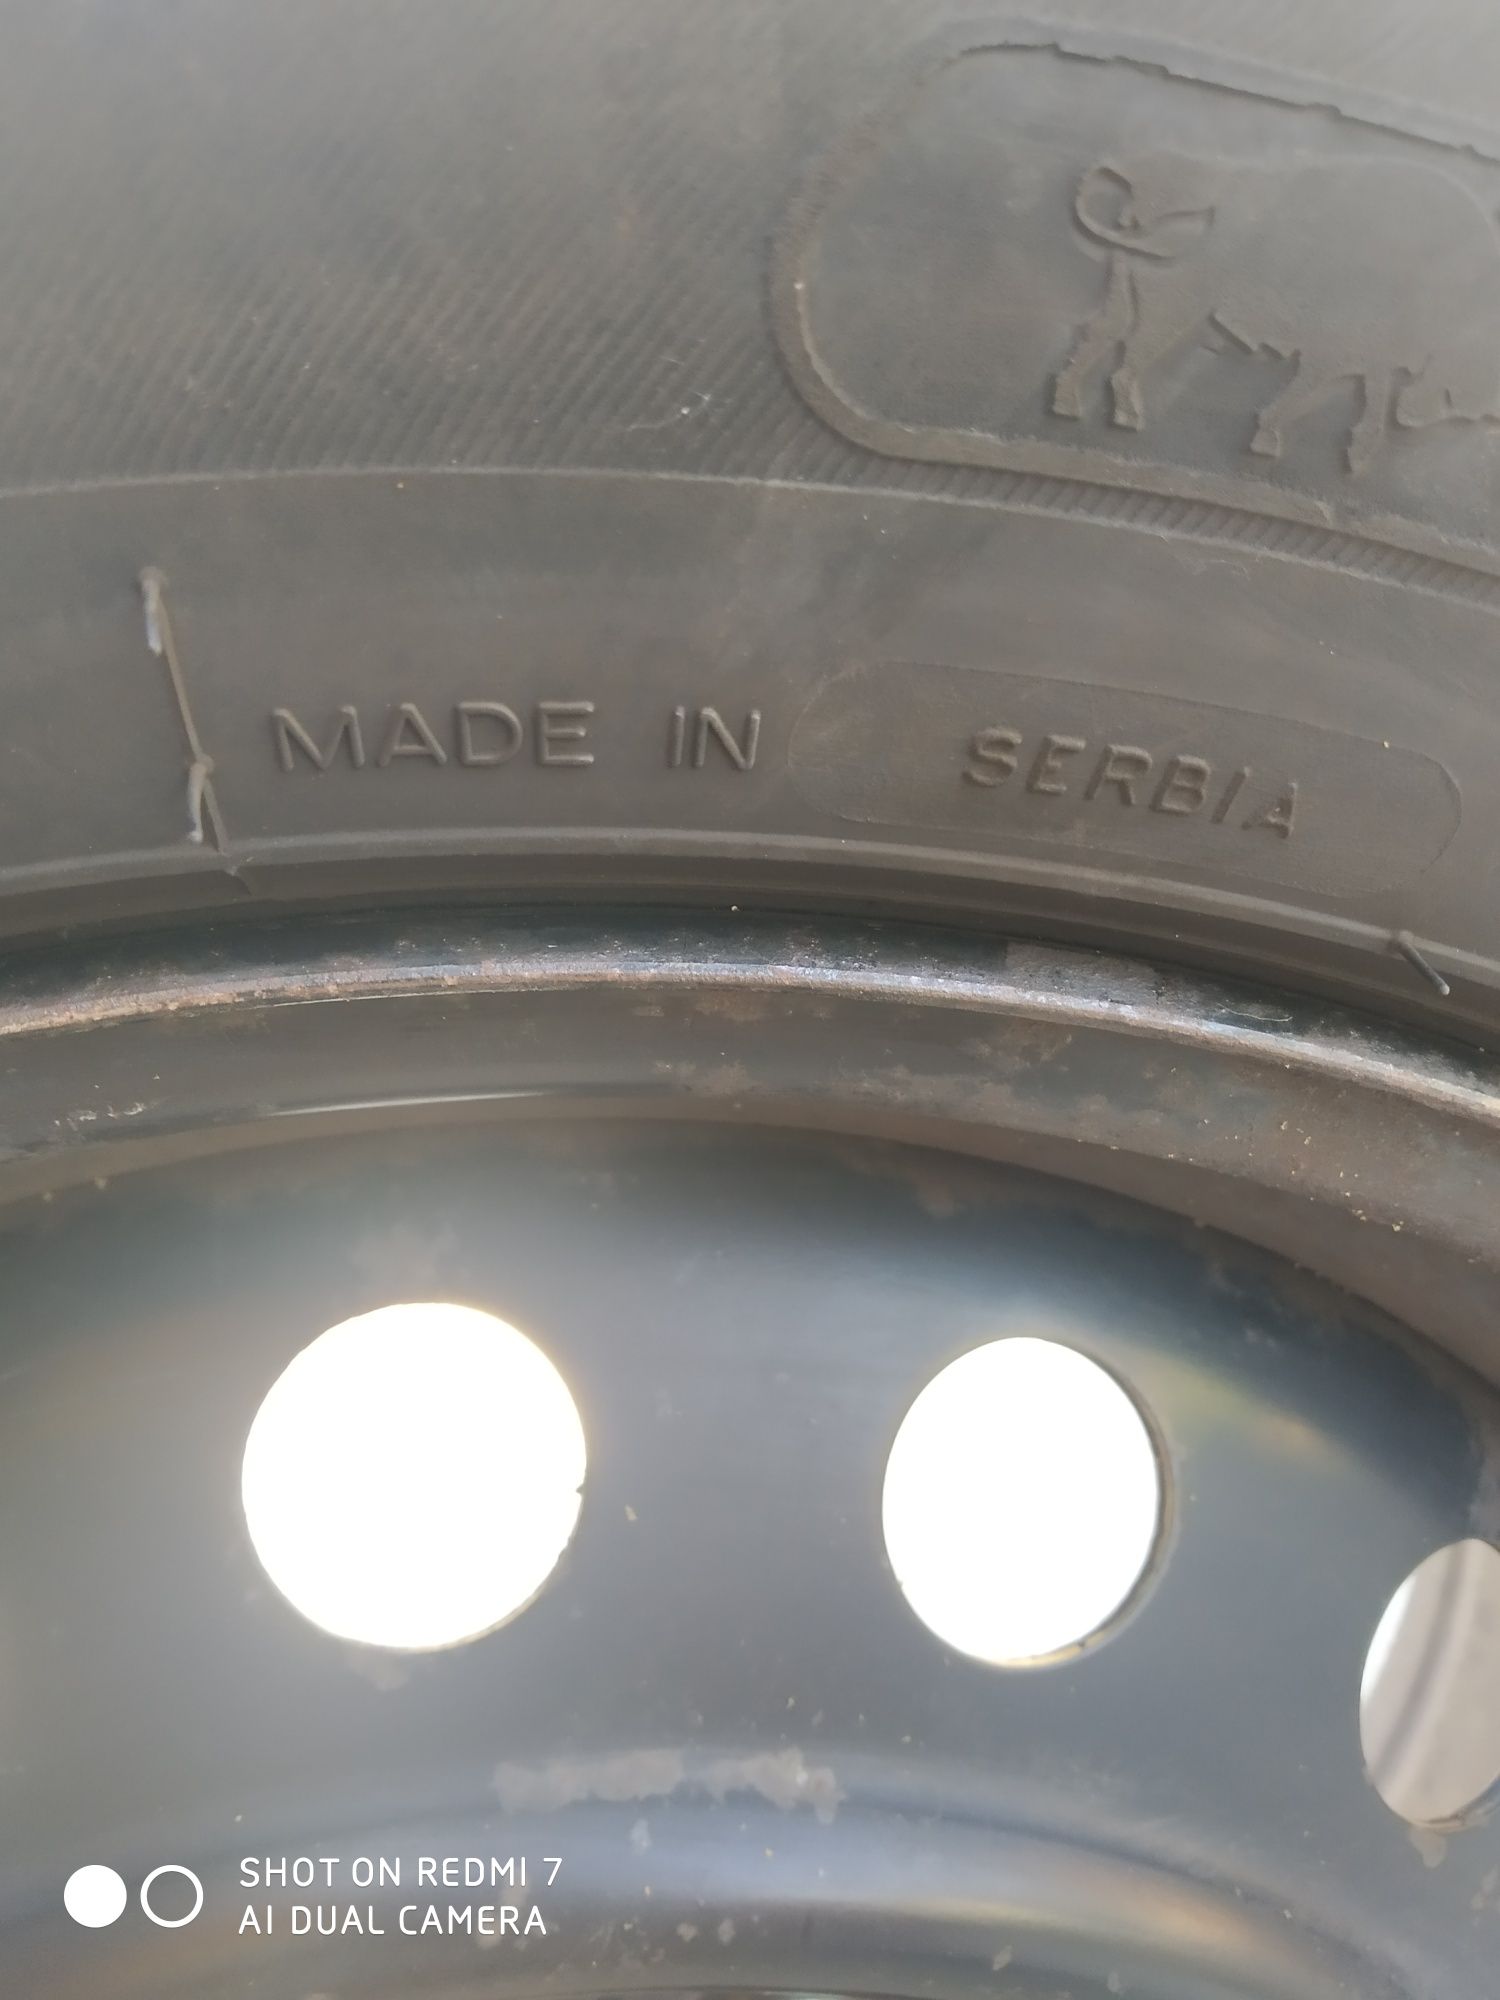 MADE IN SERBIA
SHOT ON REDMI 7
AI DUAL CAMERA